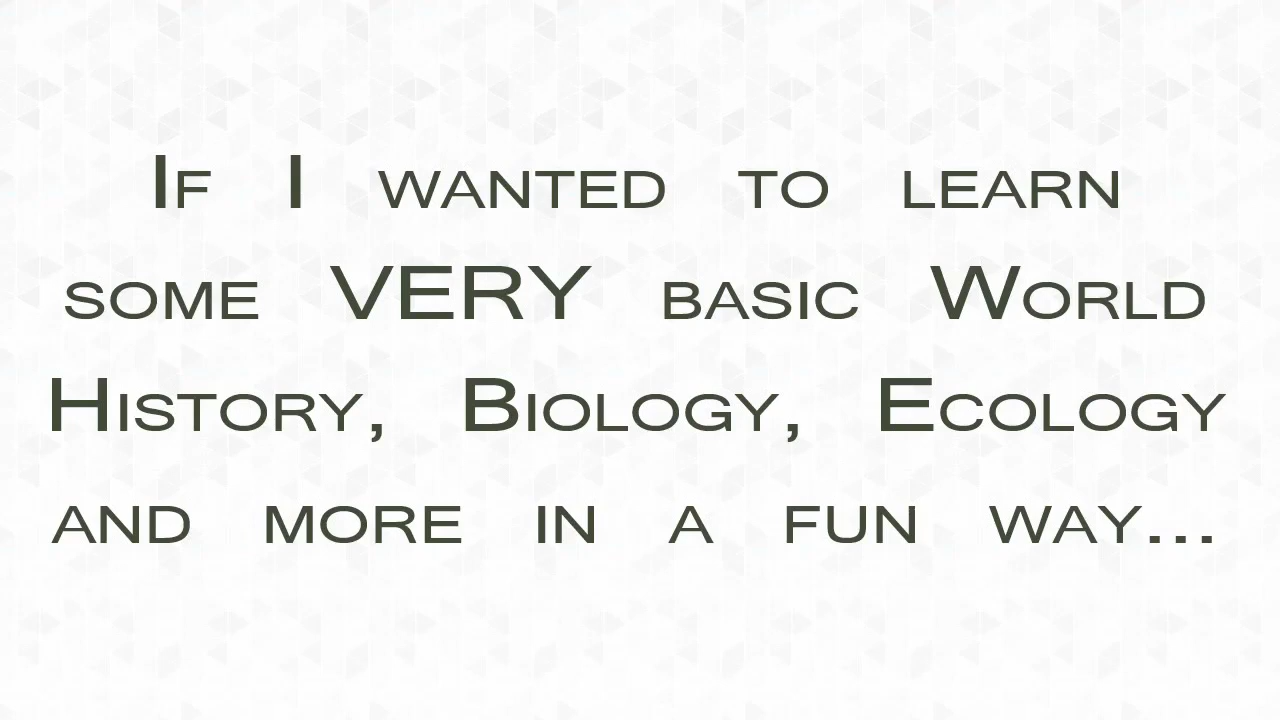 If I wanted to learn
some VERY basic World
History, Biology, Ecology
and more in a fun way...